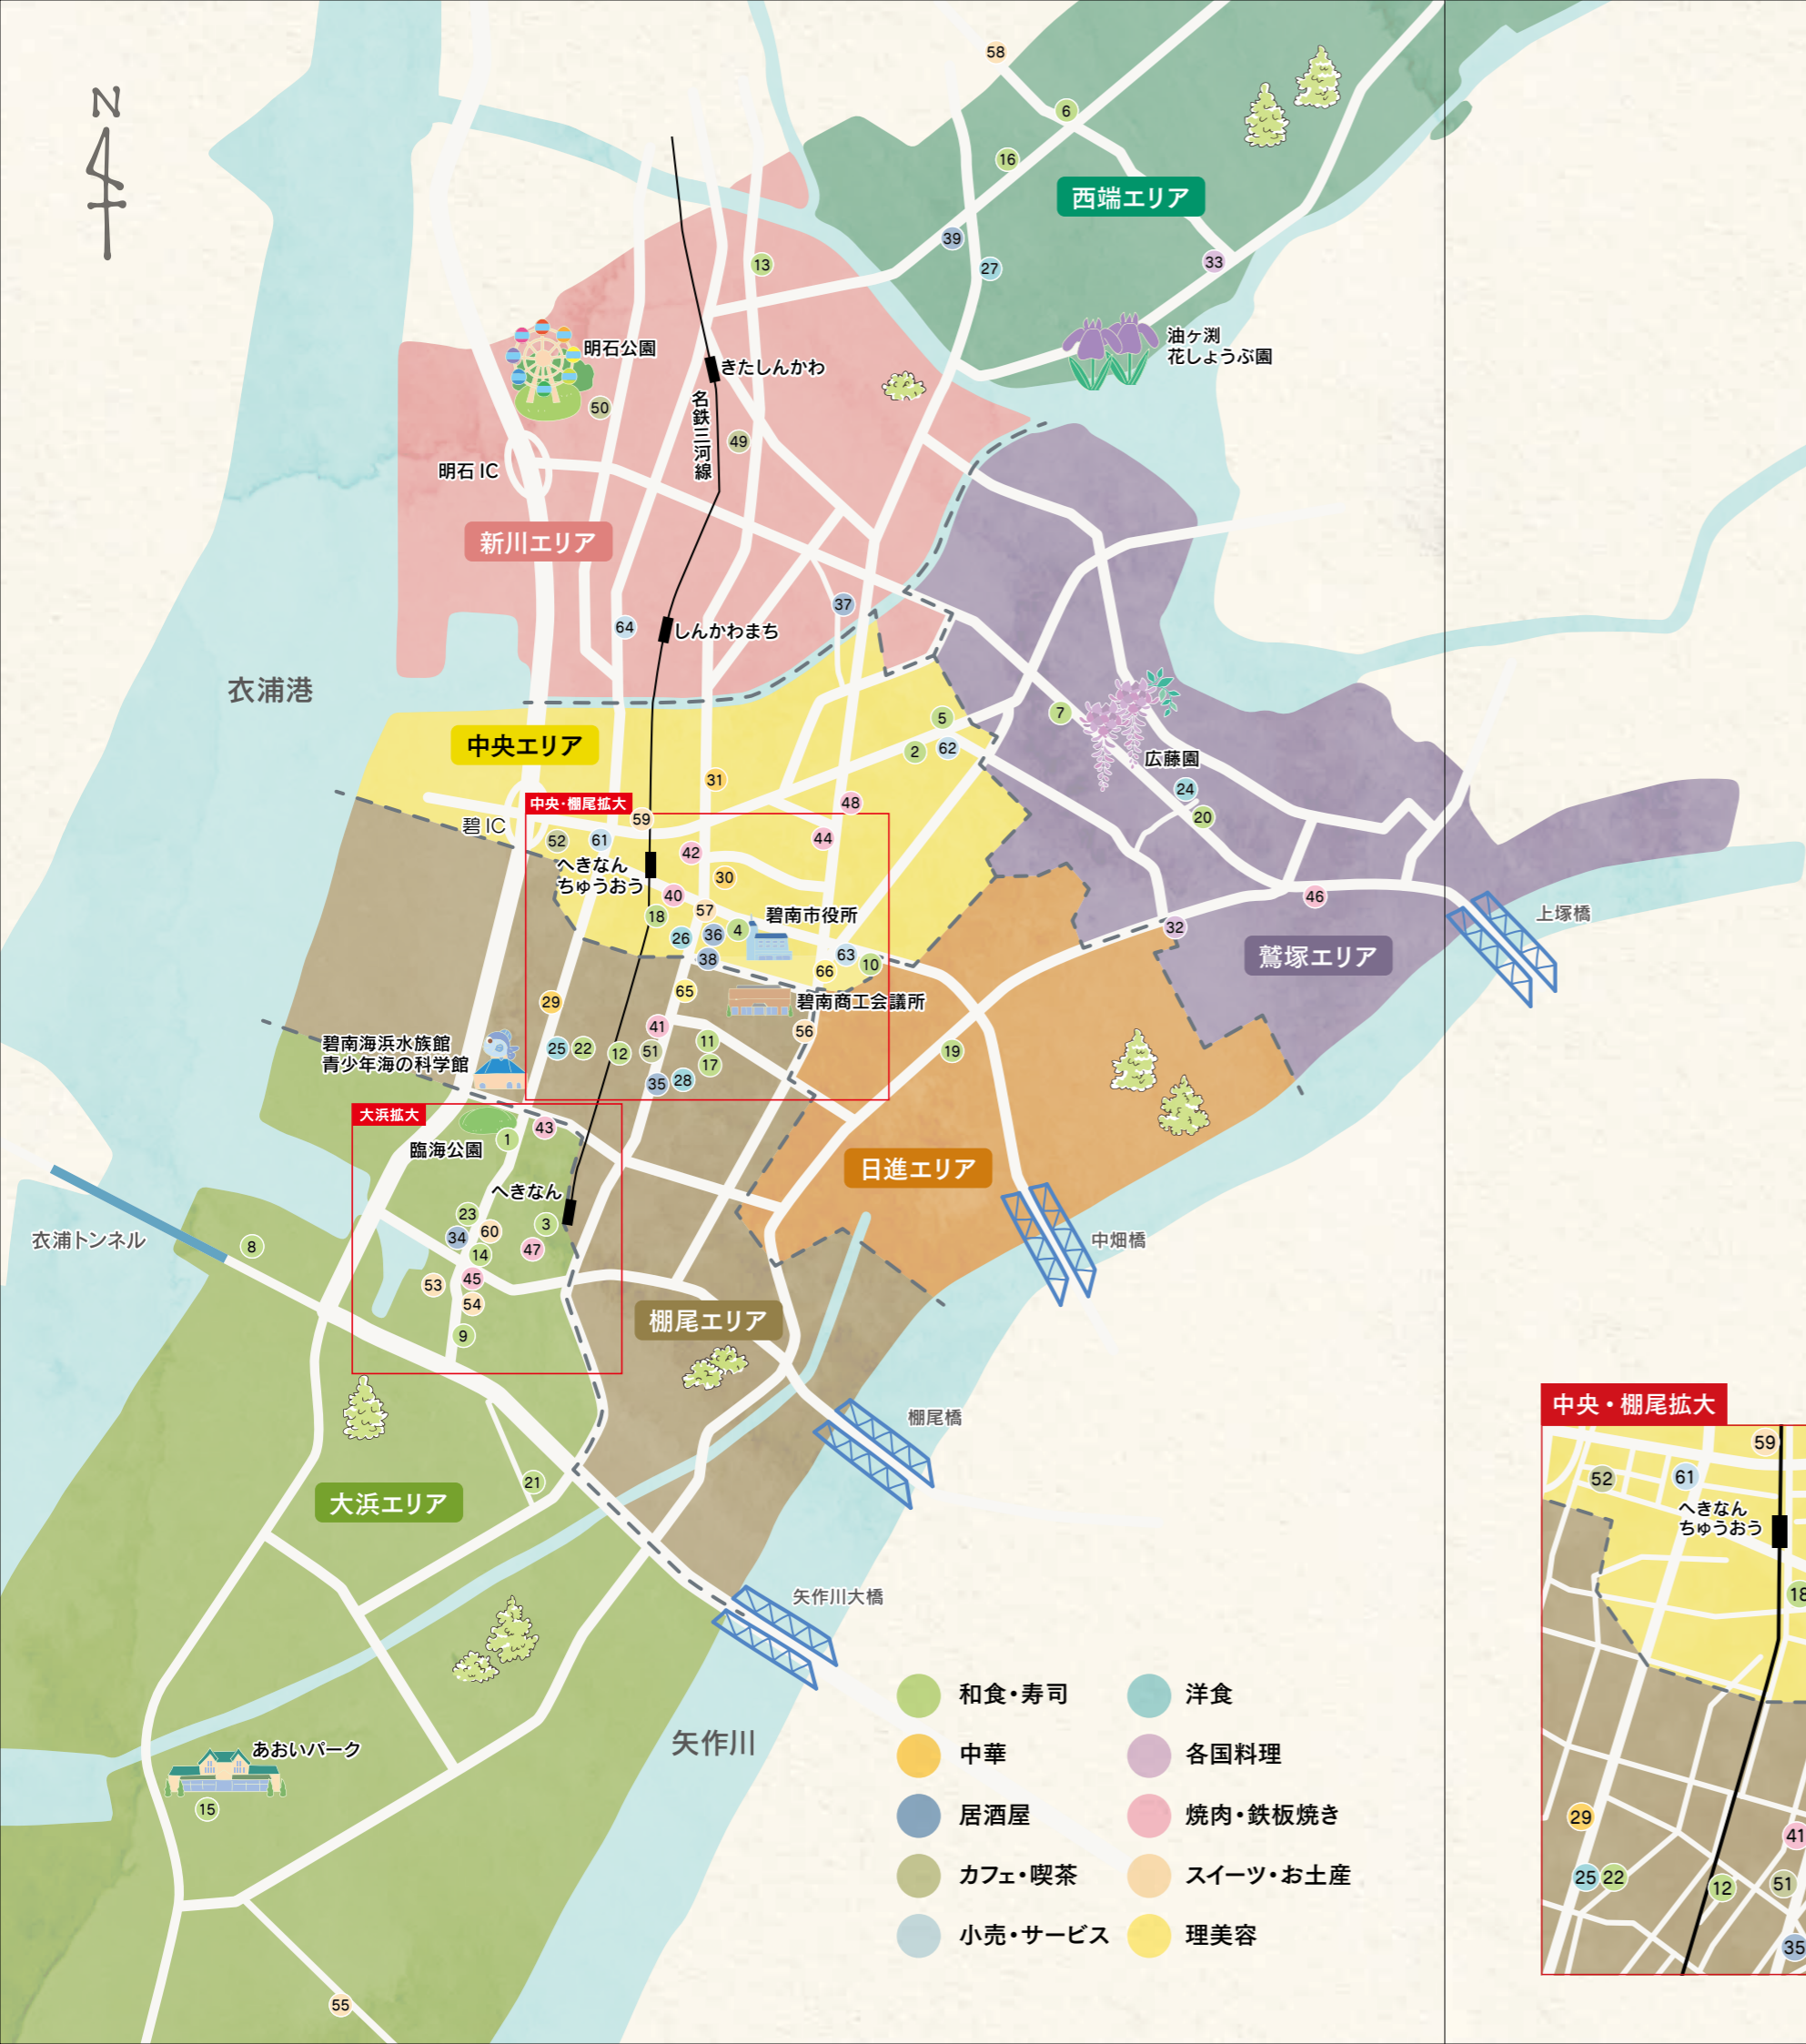 N
58
6
16
西端エリア
39
27
33
13
油ヶ渕
花しょうぶ園
明石公園
50
きたしんかわ
名鉄三河線
49
明石 IC
新川エリア
37
64
しんかわまち
衣浦港
中央エリア
5
2
62
7
広藤園
24
20
31
中央・棚尾拡大
59
48
44
碧 IC
52
61
へきなん
ちゅうおう
42
30
40
18
57
碧南市役所
26
36
4
38
63
10
66
46
32
上塚橋
鷲塚エリア
65
碧南商工会議所
29
41
56
碧南海浜水族館
青少年海の科学館
25
22
12
51
11
17
35
28
19
大浜拡大
43
1
臨海公園
へきなん
日進エリア
23
3
60
34
14
47
衣浦トンネル
8
53
45
54
9
中畑橋
棚尾エリア
棚尾橋
21
大浜エリア
矢作川大橋
矢作川
あおいパーク
15
55
和食・寿司
洋食
中華
各国料理
居酒屋
焼肉・鉄板焼き
カフェ・喫茶
スイーツ・お土産
小売・サービス
理美容
中央・棚尾拡大
59
52
61
へきなん
ちゅうおう
18
29
41
25
22
12
51
35